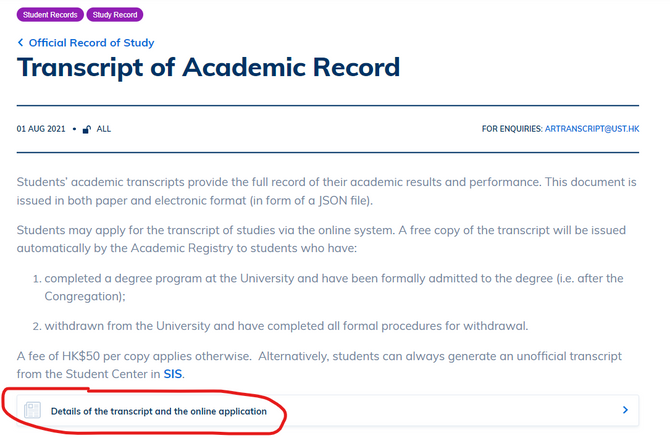 Student Records Study Record
Official Record of Study
Transcript of Academic Record
01 AUG 2021 • ALL FOR ENQUIRIES: ARTRANSCRIPT@UST.HK
Students' academic transcripts provide the full record of their academic results and performance. This document is
issued in both paper and electronic format (in form of a JSON file).
Students may apply for the transcript of studies via the online system. A free copy of the transcript will be issued
automatically by the Academic Registry to students who have:
1. completed a degree program at the University and have been formally admitted to the degree (i.e. after the
Congregation);
2. withdrawn from the University and have completed all formal procedures for withdrawal.
A fee of HK$50 per copy applies otherwise.  Alternatively, students can always generate an unofficial transcript
from the Student Center in SIS.
Details of the transcript and the online application